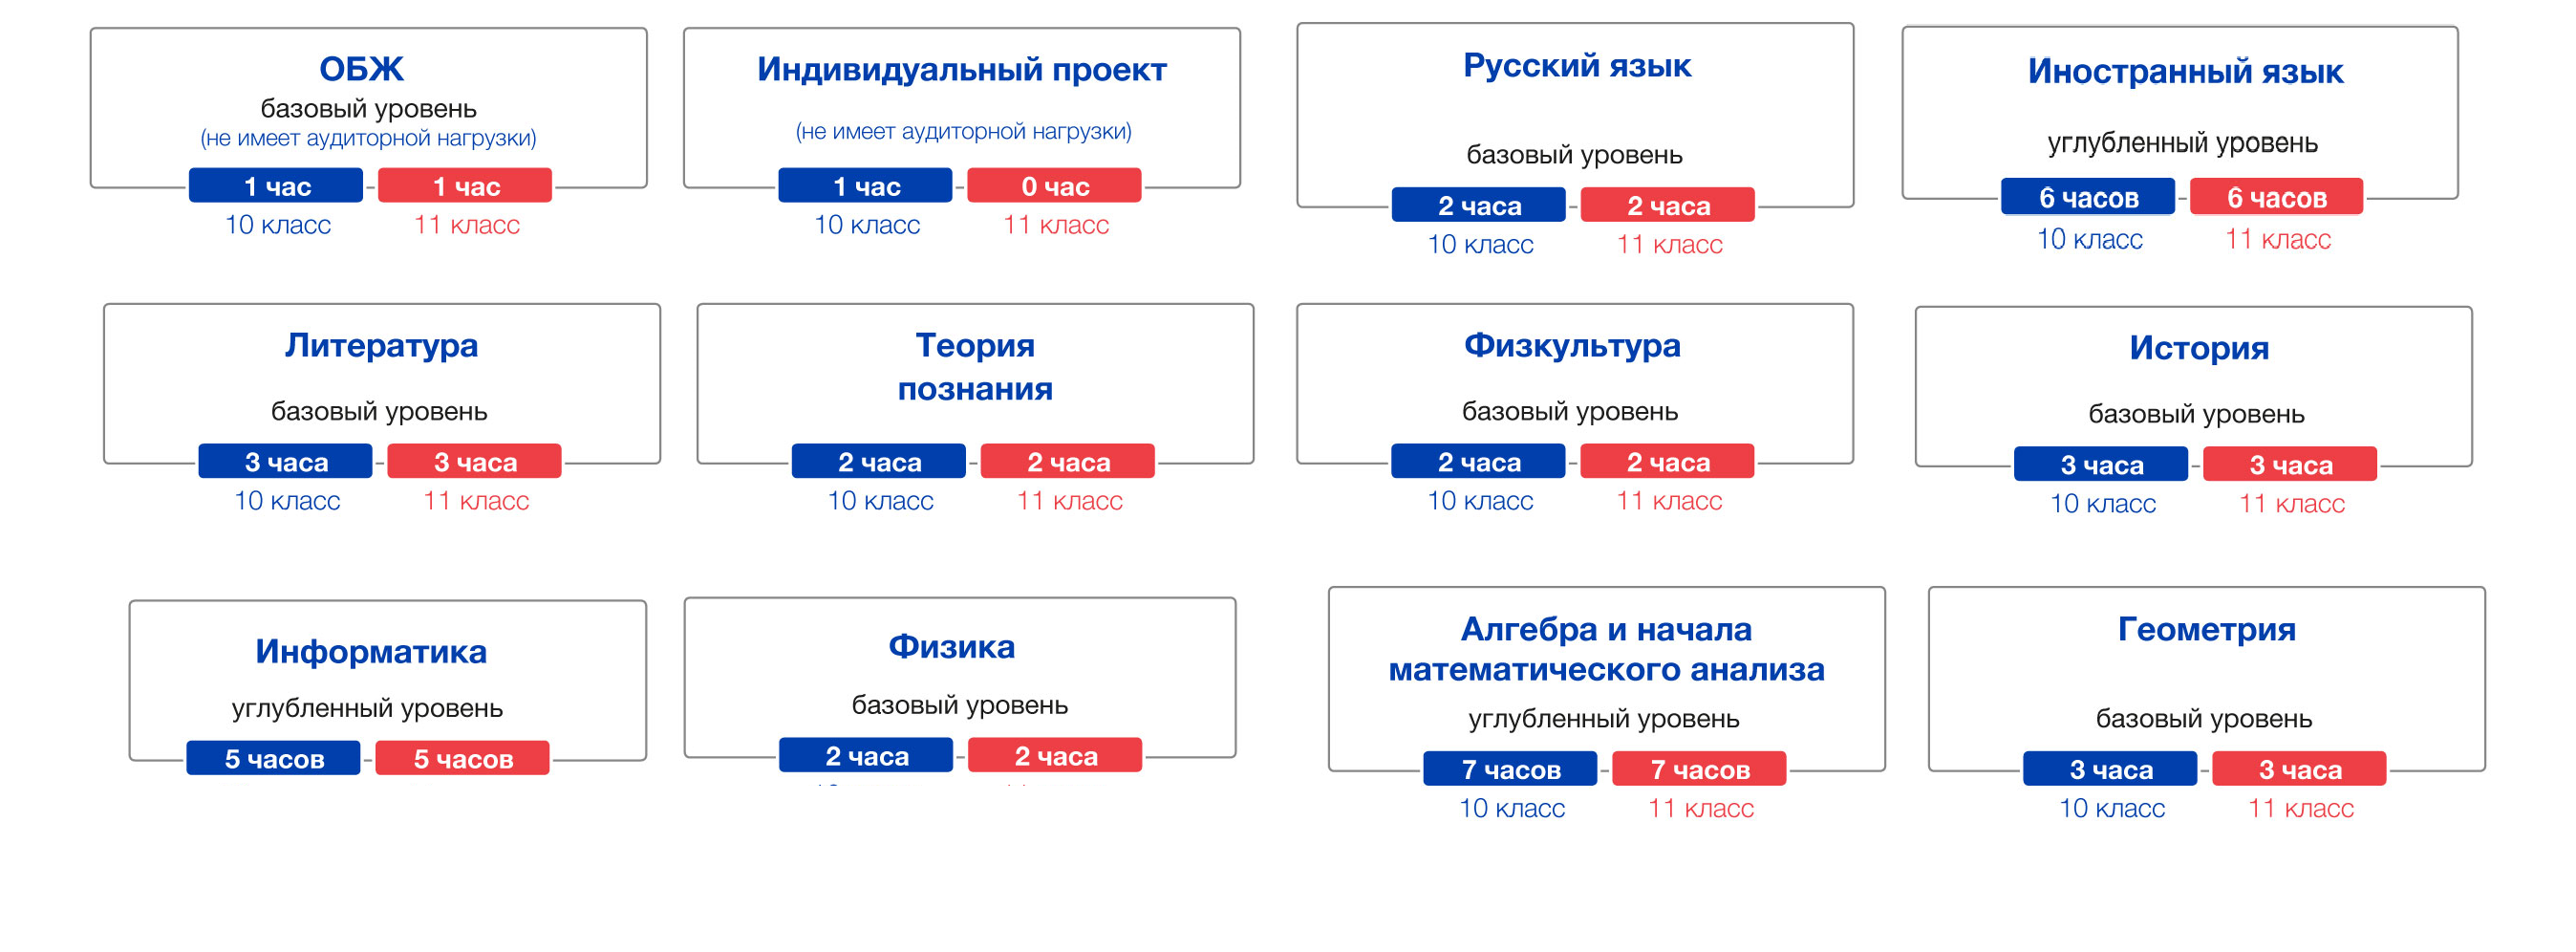 ОБЖ
базовый уровень
(не имеет аудиторной нагрузки)
1 час
1 час
10 класс
11 класс
Индивидуальный проект
(не имеет аудиторной нагрузки)
1 час
0 час
10 класс
11 класс
Русский язык
базовый уровень
2 часа
2 часа
10 класс
11 класс
Иностранный язык
углубленный уровень
6 часов
6 часов
10 класс
11 класс
Литература
базовый уровень
3 часа
3 часа
10 класс
11 класс
Теория
познания
2 часа
2 часа
10 класс
11 класс
Физкультура
базовый уровень
2 часа
2 часа
10 класс
11 класс
История
базовый уровень
3 часа
3 часа
10 класс
11 класс
Информатика
углубленный уровень
5 часов
5 часов
Физика
базовый уровень
2 часа
2 часа
Алгебра и начала
математического анализа
углубленный уровень
7 часов
7 часов
10 класс
11 класс
Геометрия
базовый уровень
3 часа
3 часа
10 класс
11 класс